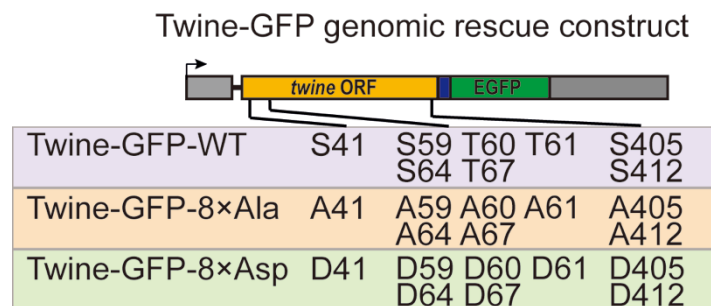 Twine-GFP genomic rescue construct
twine ORF EGFP
Twine-GFP-WT S41 S59 T60 T61 S405
S64 T67 S412
Twine-GFP-8×Ala A41 A59 A60 A61 A405
A64 A67 A412
Twine-GFP-8×Asp D41 D59 D60 D61 D405
D64 D67 D412